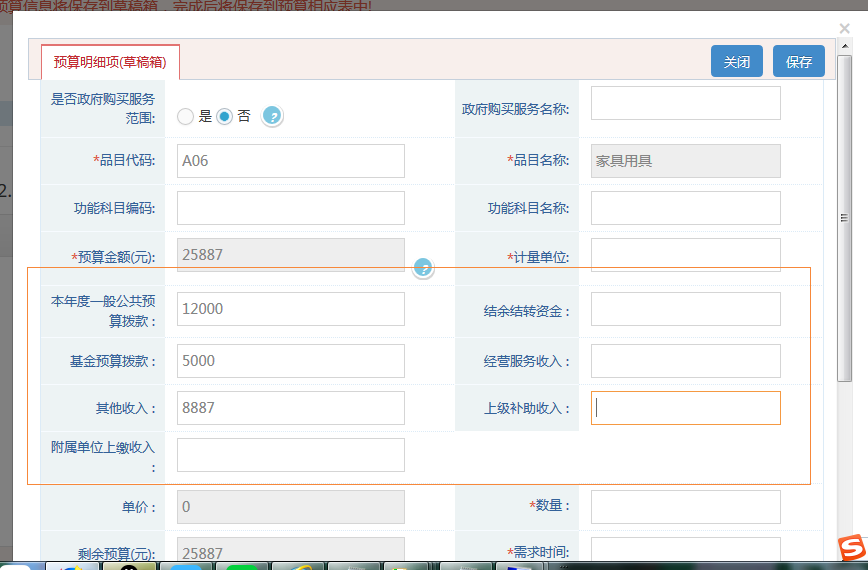 预算信息将保存到草稿箱，完成后将保存到预算相应表中!
×
预算明细项(草稿箱)
关闭
保存
是否政府购买服务
范围:
是
否
?
政府购买服务名称:
*品目代码:
A06
*品目名称:
家具用具
功能科目编码:
功能科目名称:
*预算金额(元):
25887
?
*计量单位:
本年度一般公共预
算拨款 :
12000
结余结转资金 :
基金预算拨款 :
5000
经营服务收入 :
其他收入 :
8887
上级补助收入 :
附属单位上缴收入
:
单价 :
0
*数量 :
剩余预算(元):
25887
*需求时间:
2.
S